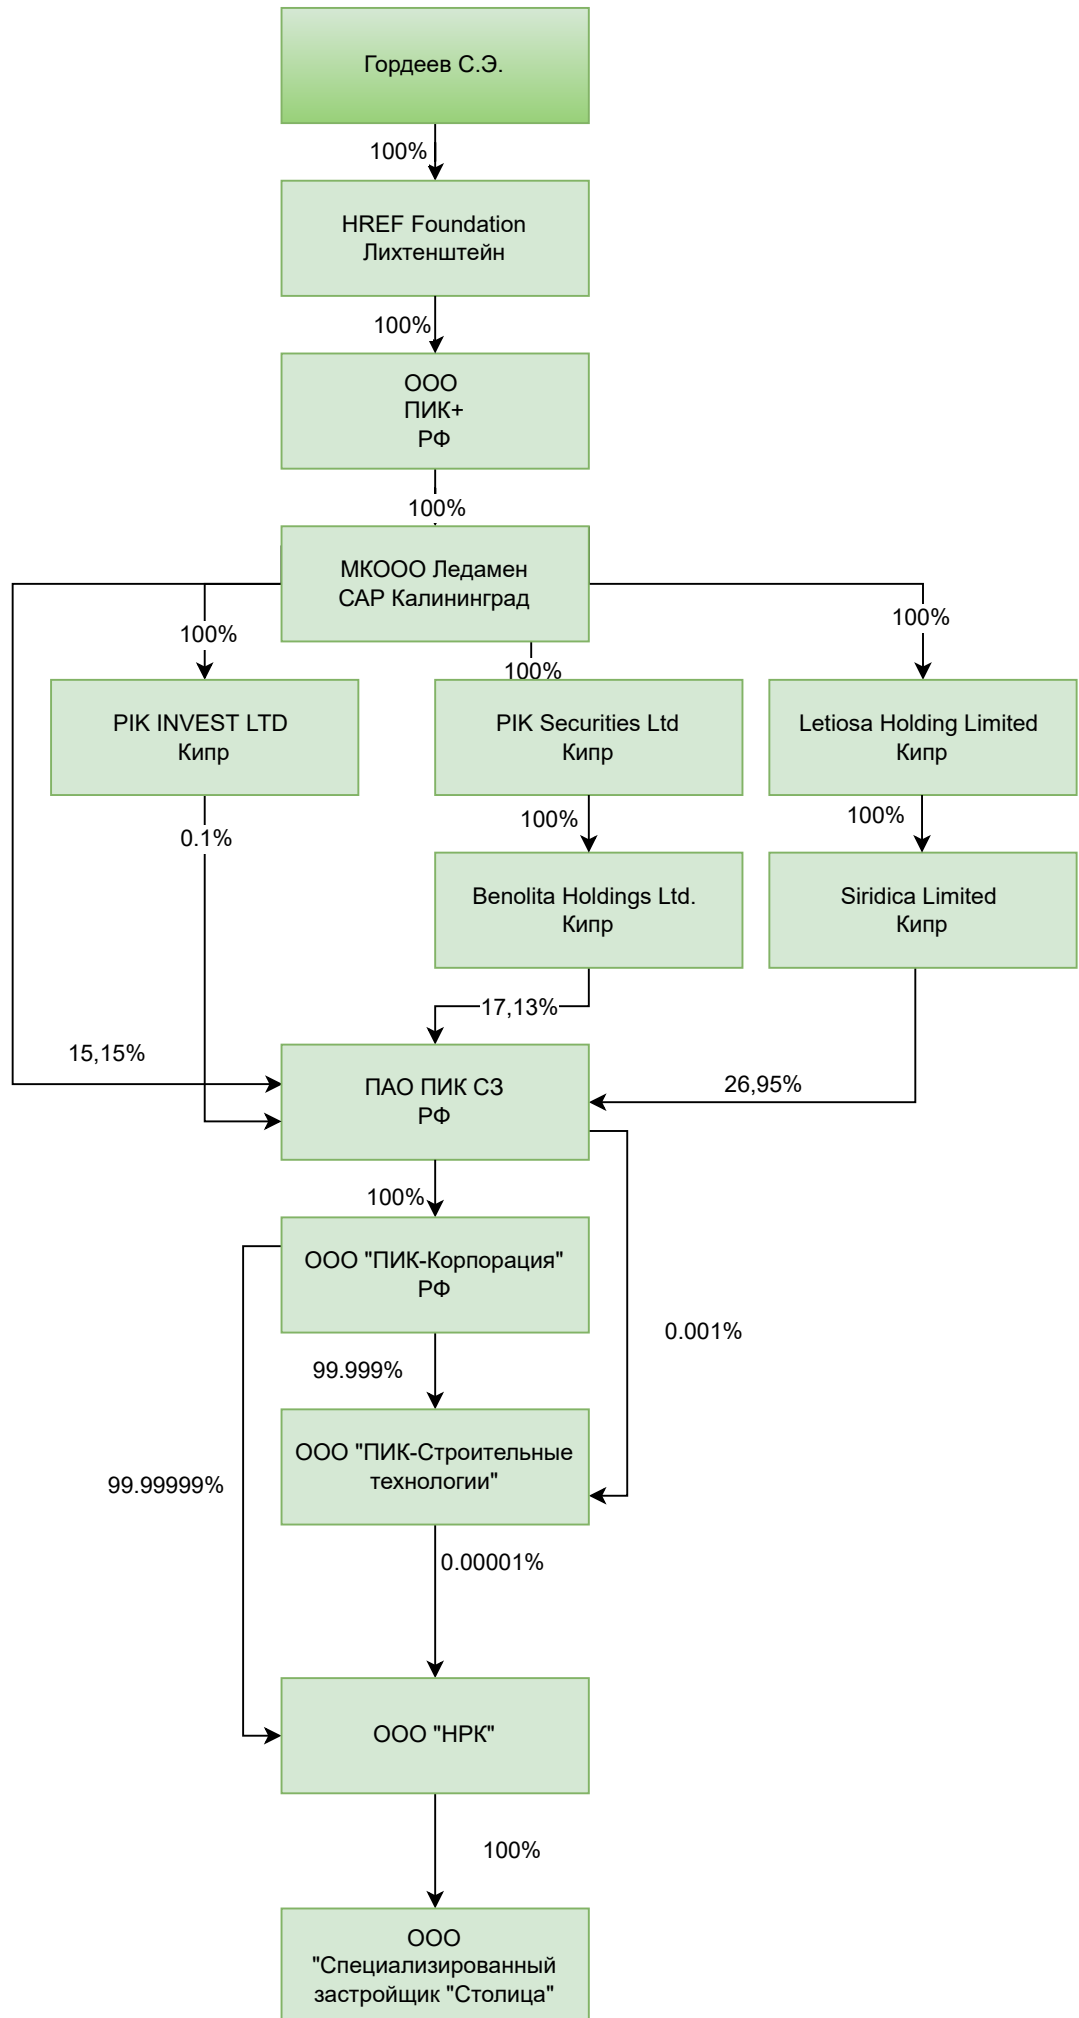 Гордеев С.Э.
100%
HREF Foundation
Лихтенштейн
100%
ООО
ПИК+
РФ
100%
МКООО Ледамен
САР Калининград
100%
100%
100%
PIK INVEST LTD
Кипр
PIK Securities Ltd
Кипр
Letiosa Holding Limited
Кипр
0.1%
100%
100%
Benolita Holdings Ltd.
Кипр
Siridica Limited
Кипр
17,13%
15,15%
26,95%
ПАО ПИК СЗ
РФ
100%
ООО "ПИК-Корпорация"
РФ
0.001%
99.999%
ООО "ПИК-Строительные
технологии"
99.99999%
0.00001%
ООО "НРК"
100%
ООО
"Специализированный
застройщик "Столица"